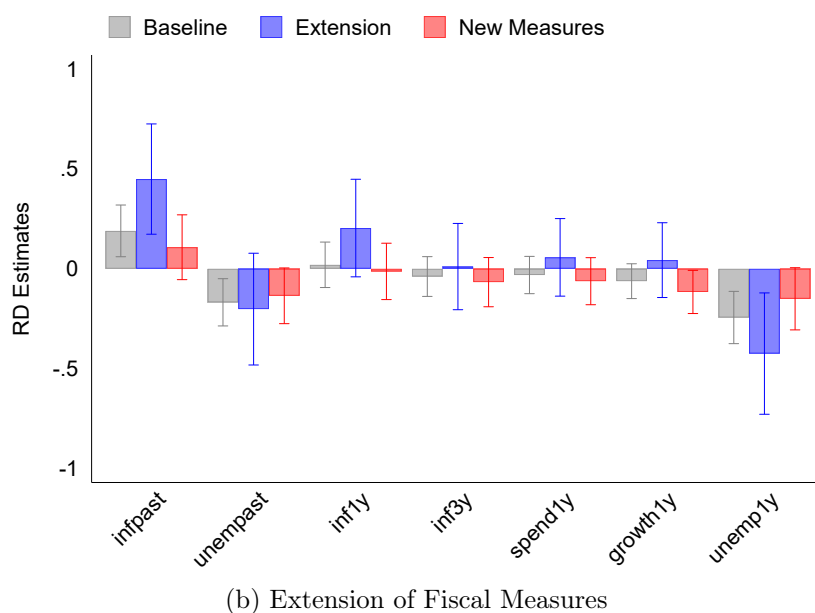 Baseline Extension New Measures
1
.5
0
-.5
-1
RD Estimates
infpast unempast inf1y inf3y spend1y growth1y unemp1y
(b) Extension of Fiscal Measures